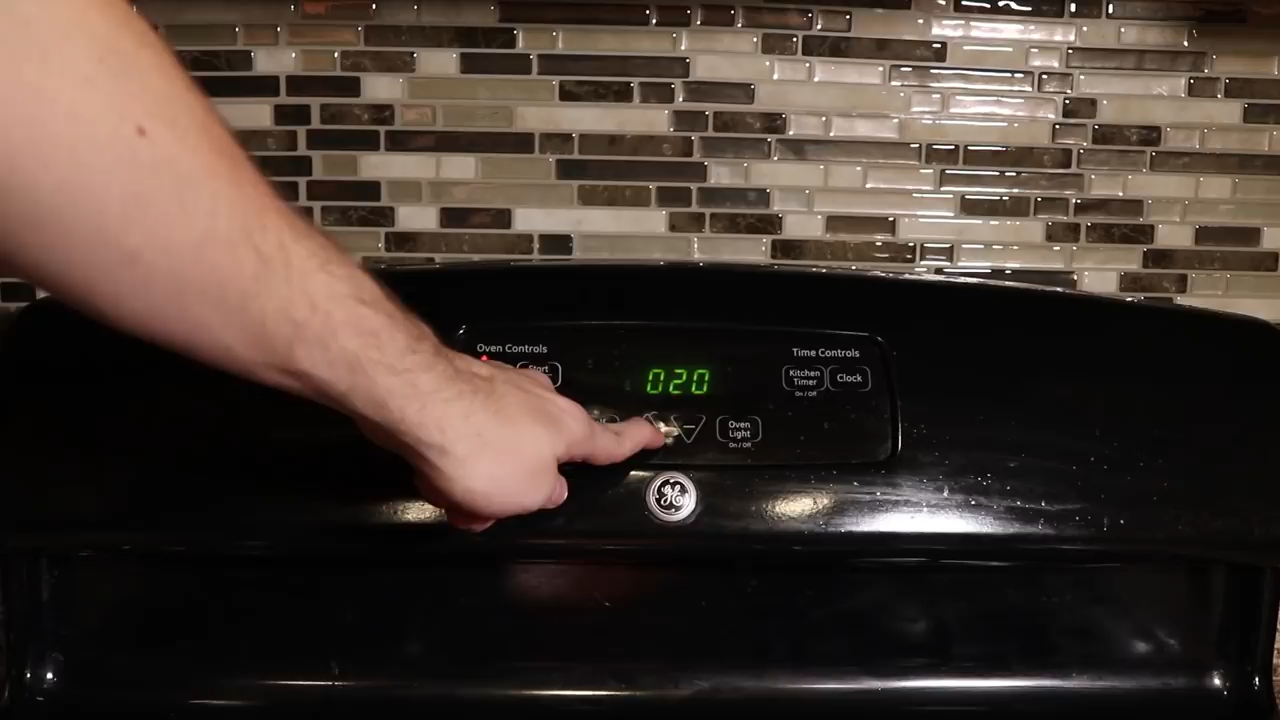 Oven Controls
Start
020
Time Controls
Kitchen
Timer
On / Off
Clock
Oven
Light
On / Off
GE